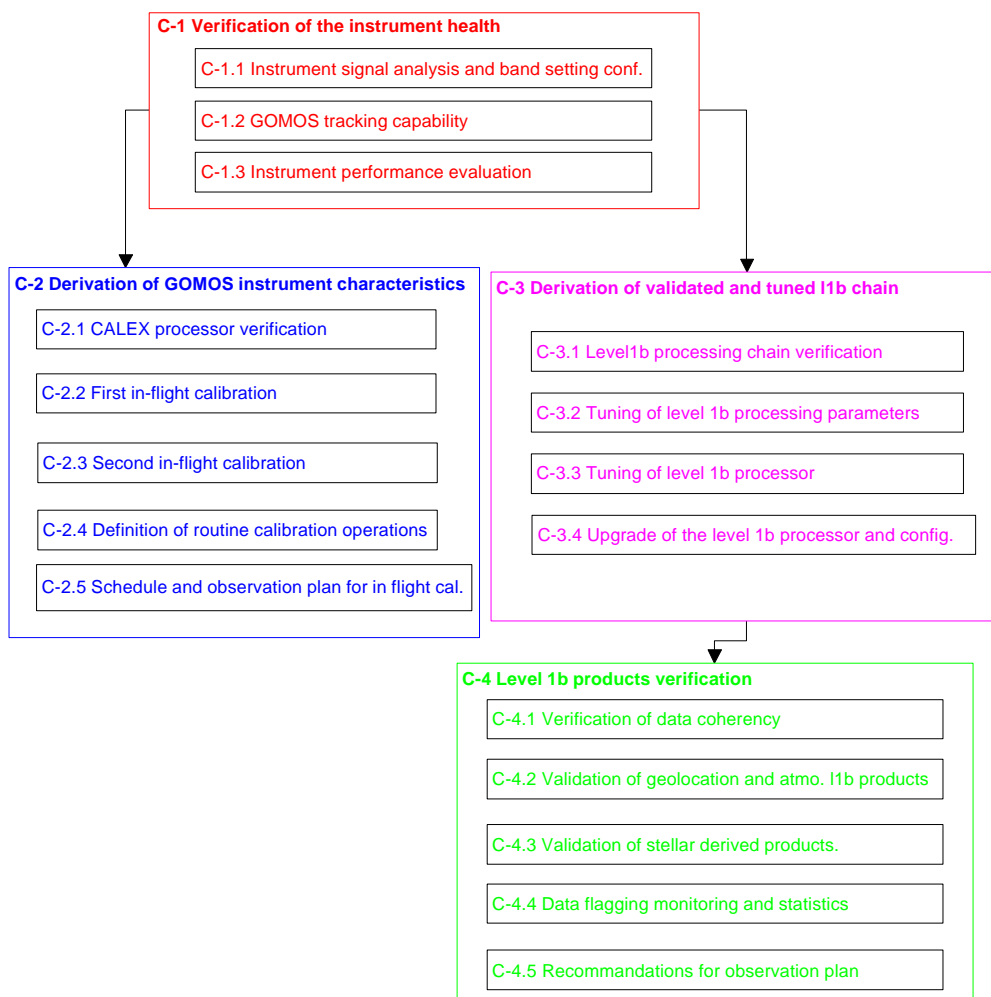 C-1 Verification of the instrument health
C-1.1 Instrument signal analysis and band setting conf.
C-1.2 GOMOS tracking capability
C-1.3 Instrument performance evaluation
C-2 Derivation of GOMOS instrument characteristics
C-2.1 CALEX processor verification
C-2.2 First in-flight calibration
C-2.3 Second in-flight calibration
C-2.4 Definition of routine calibration operations
C-2.5 Schedule and observation plan for in flight cal.
C-3 Derivation of validated and tuned l1b chain
C-3.1 Level1b processing chain verification
C-3.2 Tuning of level 1b processing parameters
C-3.3 Tuning of level 1b processor
C-3.4 Upgrade of the level 1b processor and config.
C-4 Level 1b products verification
C-4.1 Verification of data coherency
C-4.2 Validation of geolocation and atmo. l1b products
C-4.3 Validation of stellar derived products.
C-4.4 Data flagging monitoring and statistics
C-4.5 Recommandations for observation plan